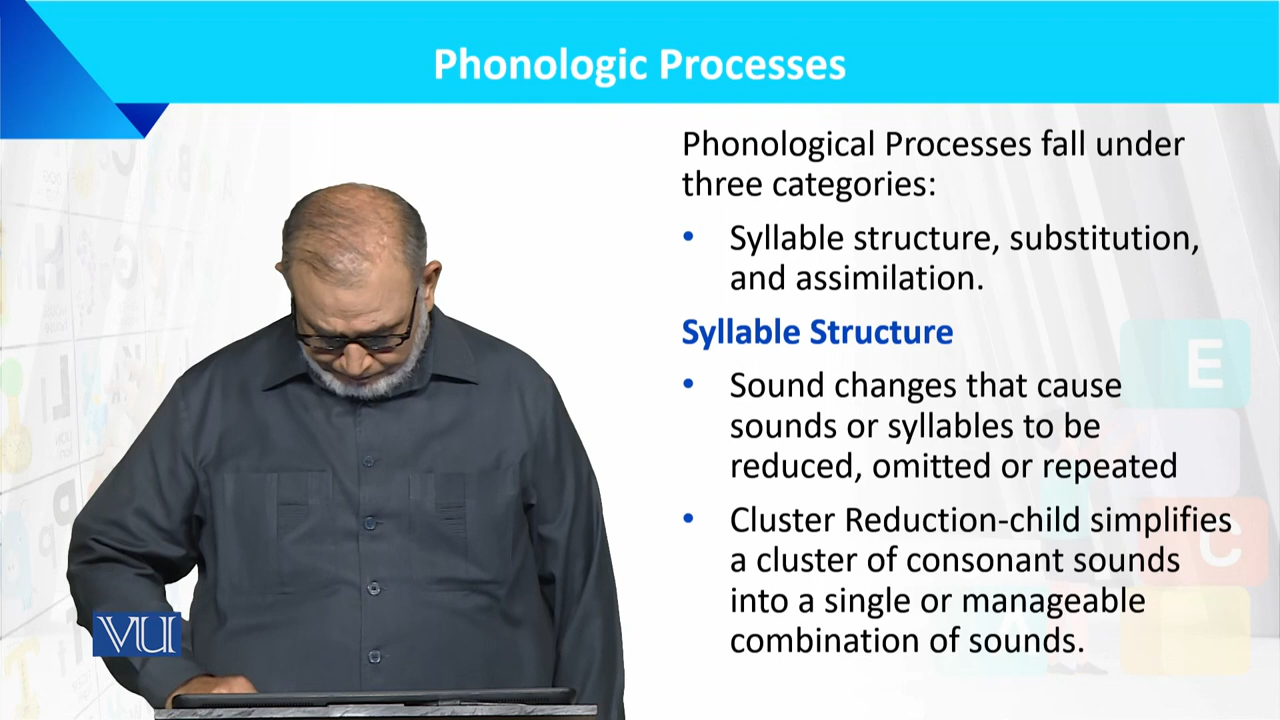 Phonologic Processes
Phonological Processes fall under
three categories:
• Syllable structure, substitution,
and assimilation.
Syllable Structure
• Sound changes that cause
sounds or syllables to be
reduced, omitted or repeated
• Cluster Reduction-child simplifies
a cluster of consonant sounds
into a single or manageable
combination of sounds.
VU
E
C